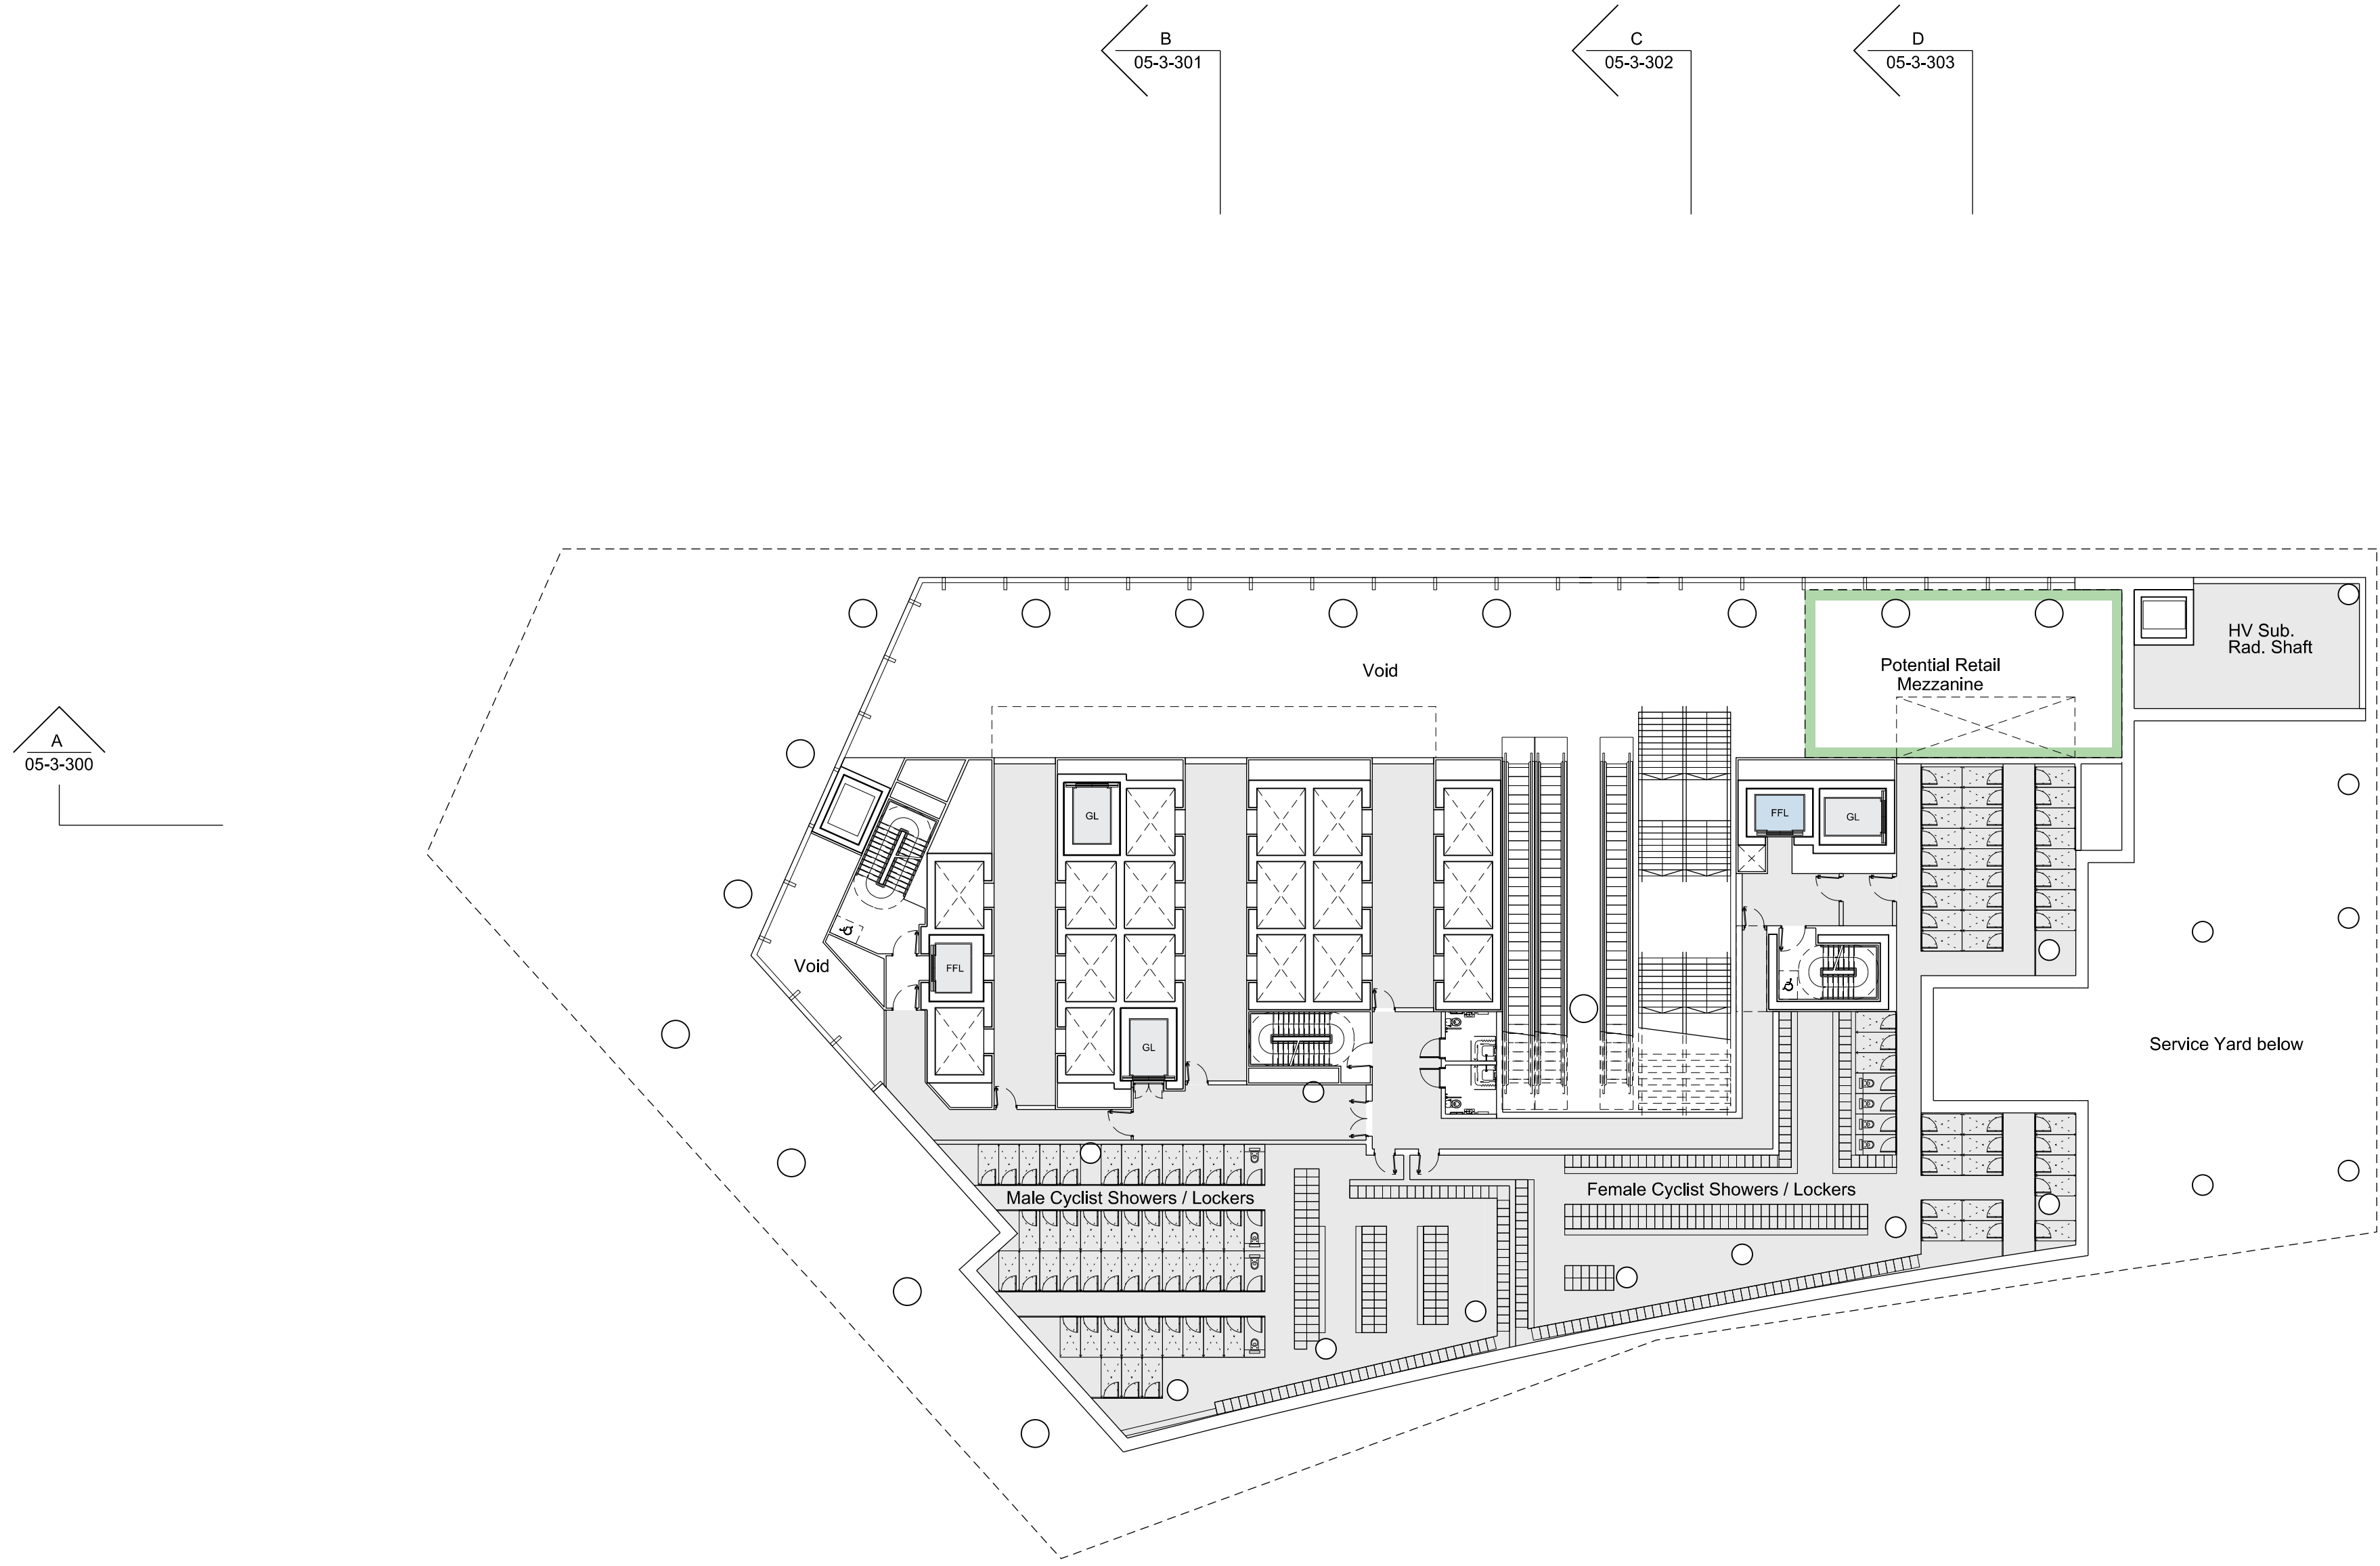 B
05-3-301
C
05-3-302
D
05-3-303
A
05-3-300
HV Sub.
Rad. Shaft
Void
Potential Retail
Mezzanine
GL
FFL
GL
Void
FFL
GL
Service Yard below
Male Cyclist Showers / Lockers
Female Cyclist Showers / Lockers